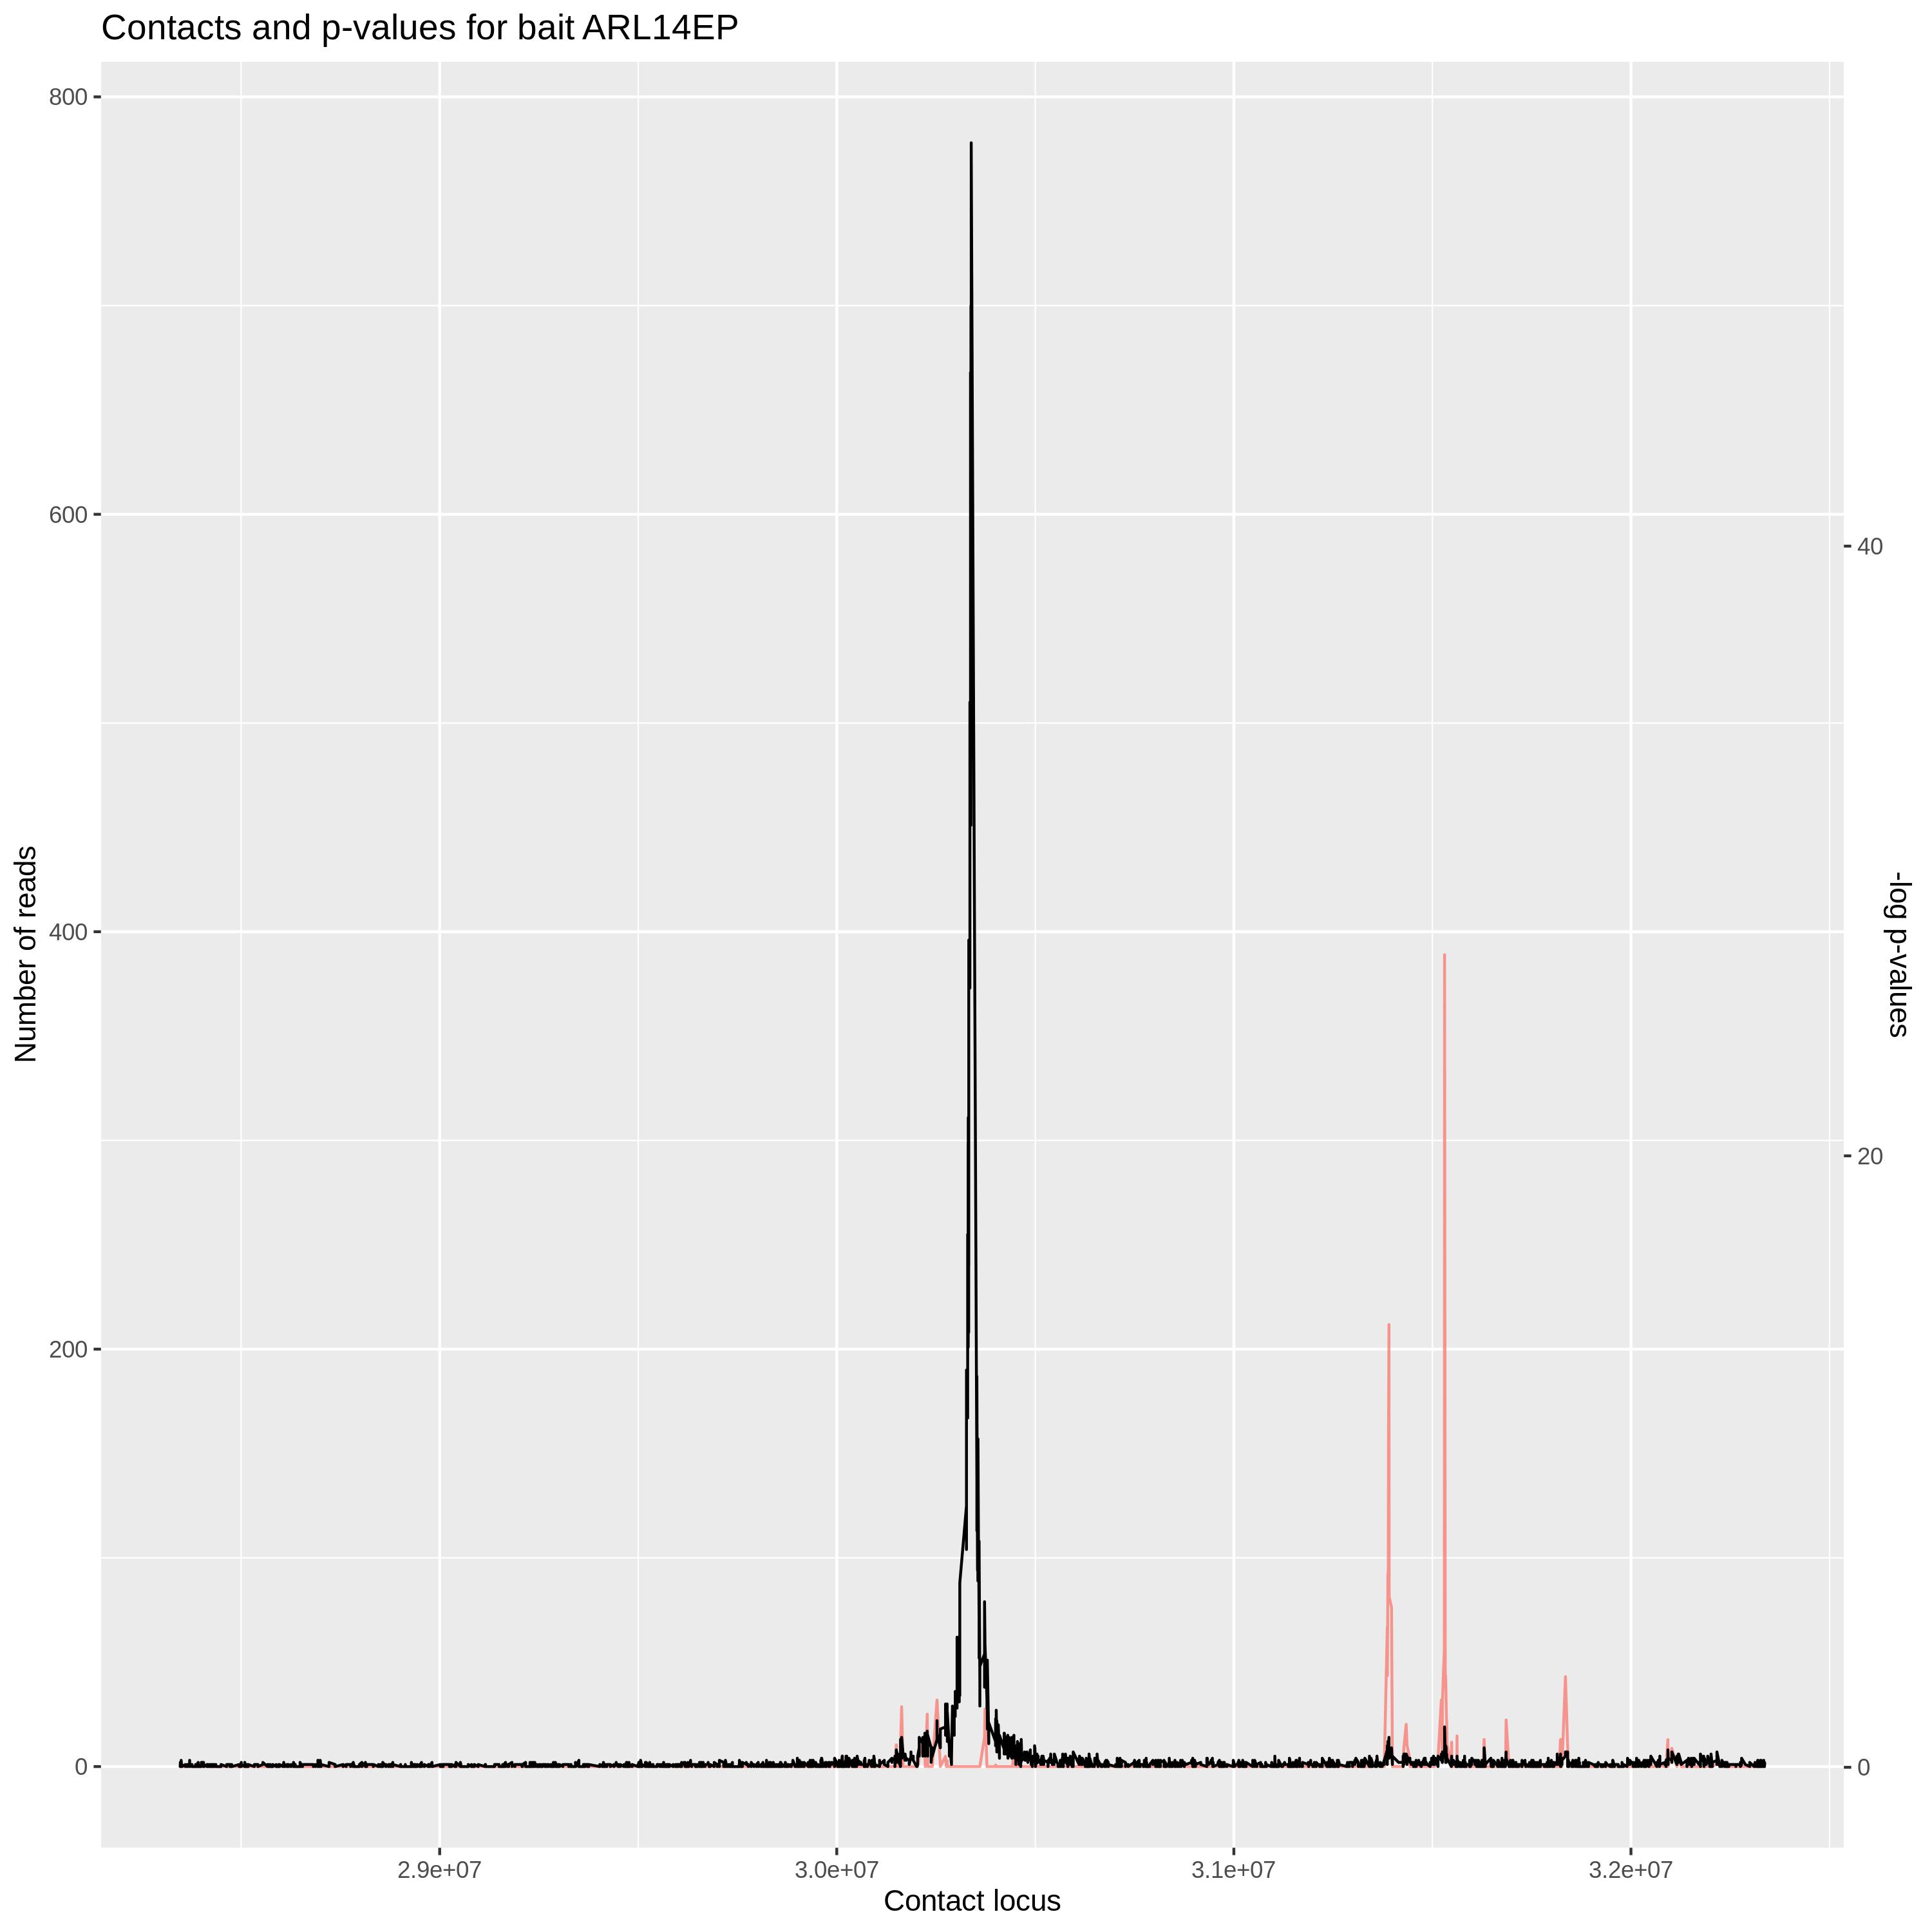 Contacts and p-values for bait ARL14EP
800
600
400
200
0
40
20
0
Number of reads
-log p-values
2.9e+07 3.0e+07 3.1e+07 3.2e+07
Contact locus